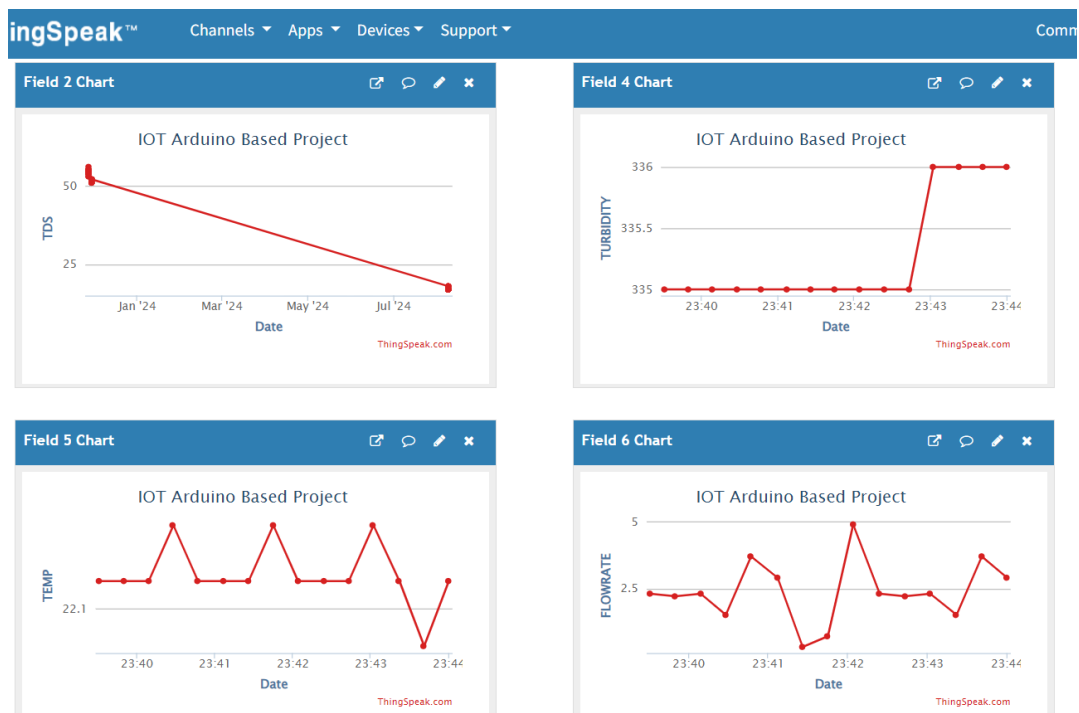 ingSpeak™ Channels Apps Devices Support Comm
Field 2 Chart
IOT Arduino Based Project
50
25
TDS
Jan '24 Mar '24 May '24 Jul '24
Date
ThingSpeak.com
Field 4 Chart
IOT Arduino Based Project
336
335.5
335
TURBIDITY
23:40 23:41 23:42 23:43 23:44
Date
ThingSpeak.com
Field 5 Chart
IOT Arduino Based Project
22.1
TEMP
23:40 23:41 23:42 23:43 23:44
Date
ThingSpeak.com
Field 6 Chart
IOT Arduino Based Project
5
2.5
FLOWRATE
23:40 23:41 23:42 23:43 23:44
Date
ThingSpeak.com